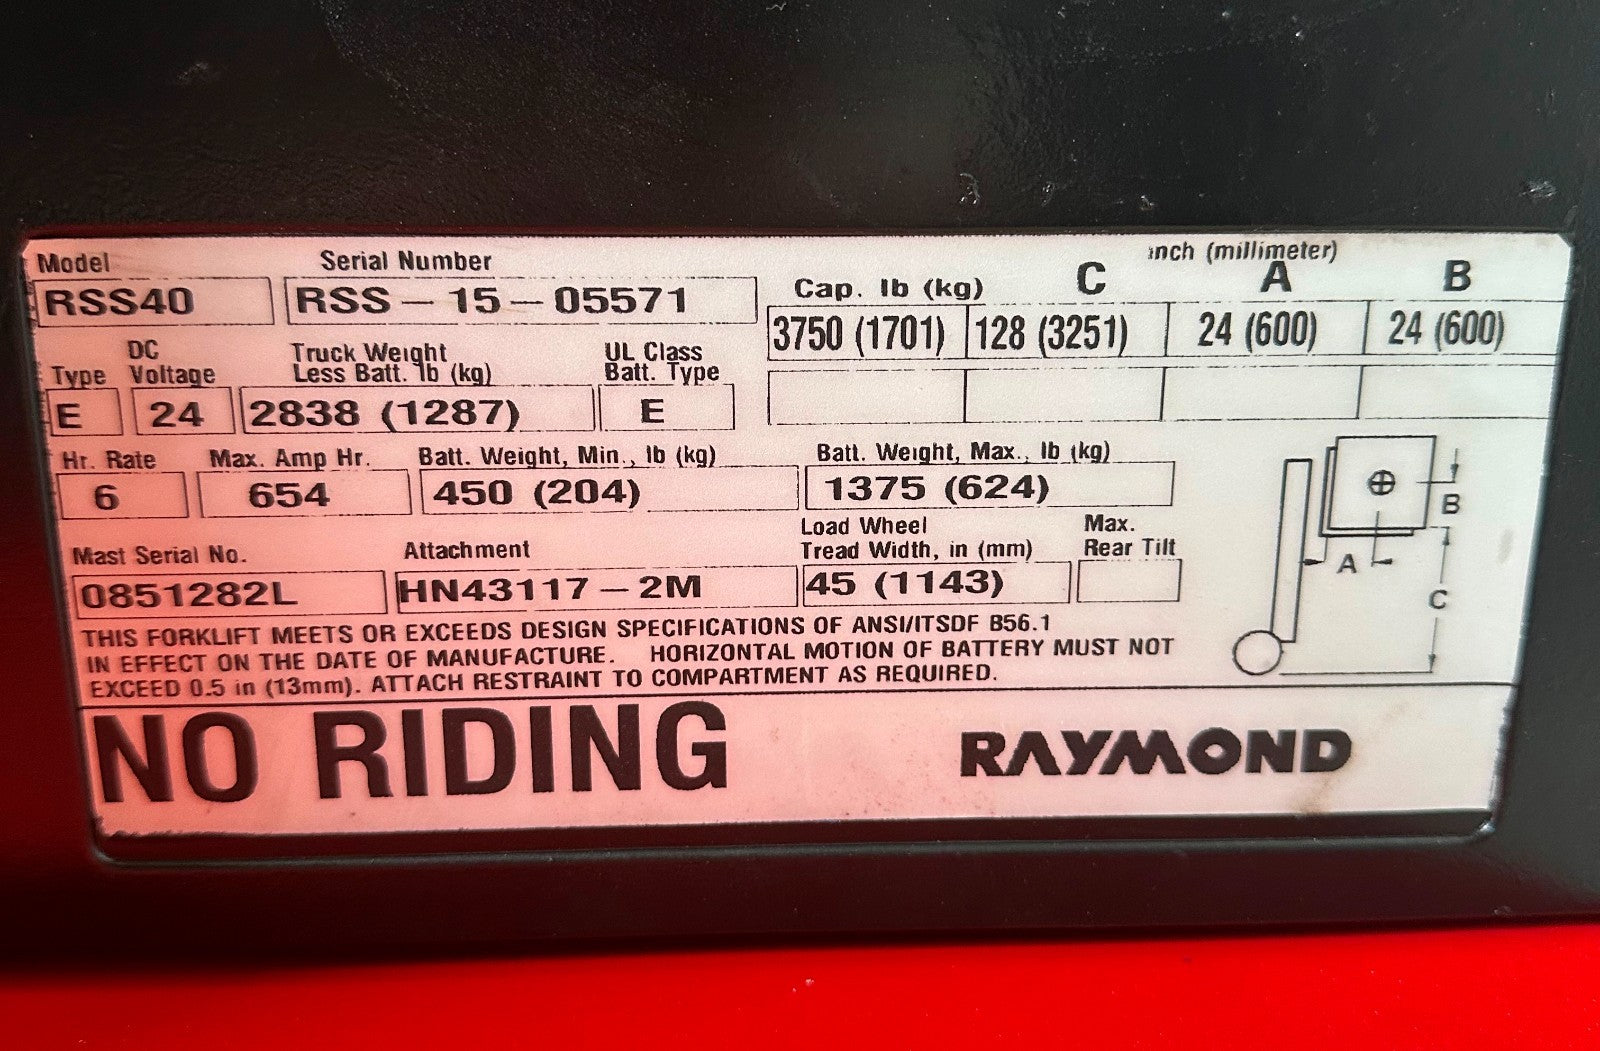 Model Serial Number
RSS40 RSS-15-05571
inch (millimeter)
Cap. lb (kg) C A B
3750 (1701) 128 (3251) 24 (600) 24 (600)
Type DC Voltage Truck Weight Less Batt. lb (kg) UL Class Batt. Type
E 24 2838 (1287) E
Hr. Rate Max. Amp Hr. Batt. Weight, Min., lb (kg) Batt. Weight, Max., lb (kg)
6 654 450 (204) 1375 (624)
Mast Serial No. Attachment Load Wheel Tread Width, in (mm) Max. Rear Tilt
0851282L HN43117-2M 45 (1143)
B
A
C
THIS FORKLIFT MEETS OR EXCEEDS DESIGN SPECIFICATIONS OF ANSI/ITSDF B56.1
IN EFFECT ON THE DATE OF MANUFACTURE. HORIZONTAL MOTION OF BATTERY MUST NOT
EXCEED 0.5 in (13mm). ATTACH RESTRAINT TO COMPARTMENT AS REQUIRED.
NO RIDING RAYMOND